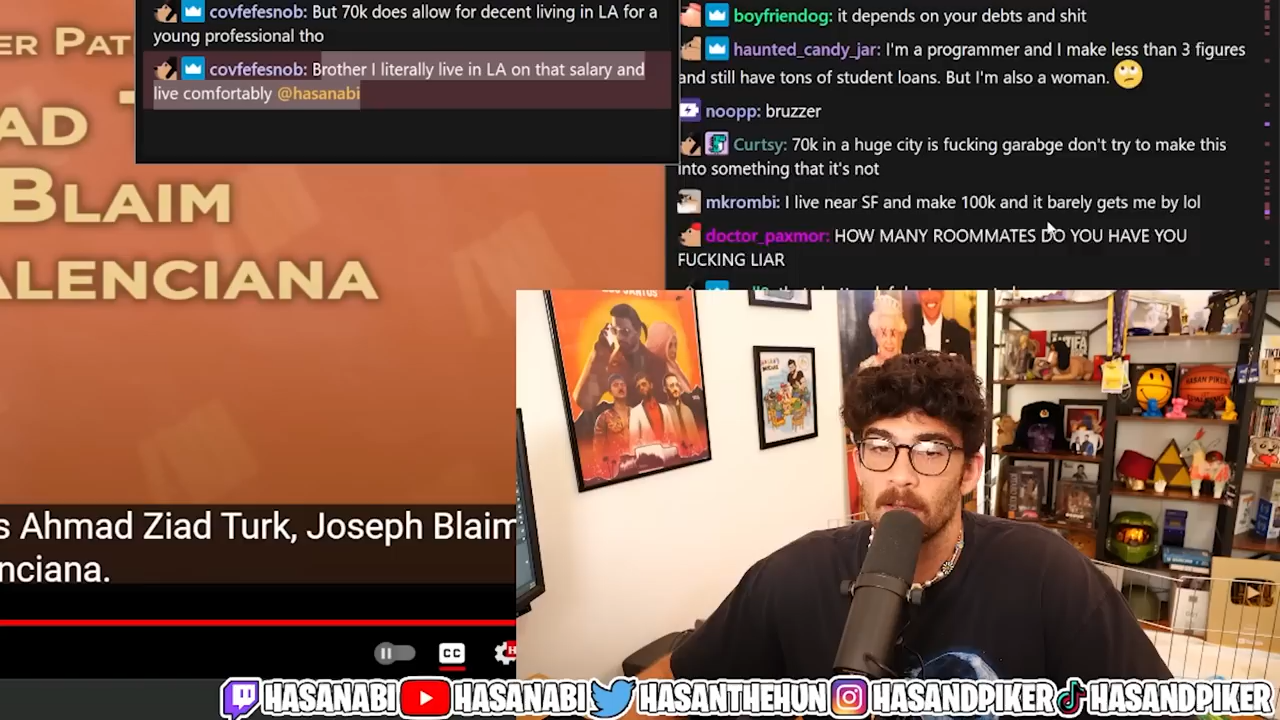 ER PAT
AD
BLAIM
ALENCIANA
s Ahmad Ziad Turk, Joseph Blaim
nciana.
CC
covfefesnob: But 70k does allow for decent living in LA for a
young professional tho
covfefesnob: Brother I literally live in LA on that salary and
live comfortably @hasanabi
boyfriendog: it depends on your debts and shit
haunted_candy_jar: I'm a programmer and I make less than 3 figures
and still have tons of student loans. But I'm also a woman.
noopp: bruzzer
Curtsy: 70k in a huge city is fucking garabge don't try to make this
into something that it's not
mkrombi: I live near SF and make 100k and it barely gets me by lol
doctor_paxmor: HOW MANY ROOMMATES DO YOU HAVE YOU
FUCKING LIAR
ANTIFA
HASAN PIKER
HASANABI HASANABI HASANTHEHUN HASANDPIKER HASANDPIKER